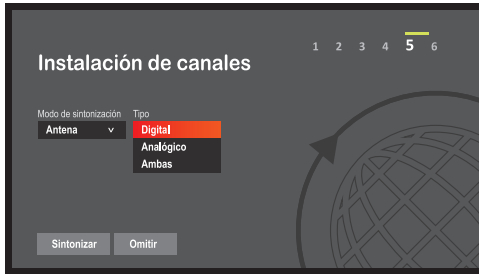 1 2 3 4 5 6
Instalación de canales
Modo de sintonización Tipo
Antena Digital
Analógico
Ambas
Sintonizar Omitir